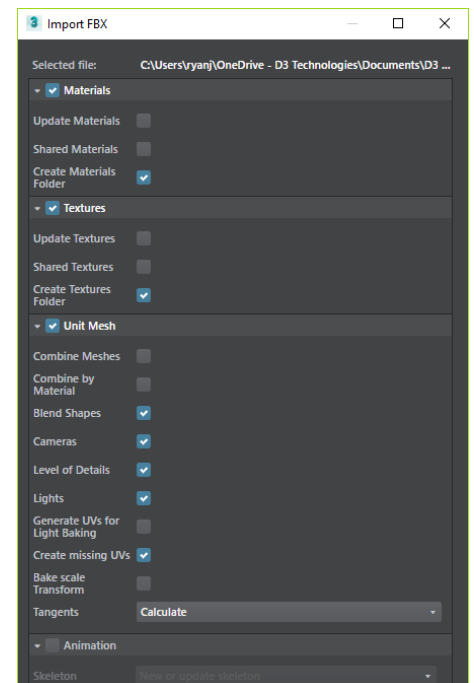 3 Import FBX
Selected file: C:\Users\ryanj\OneDrive - D3 Technologies\Documents\D3 ...
Materials
Update Materials
Shared Materials
Create Materials
Folder
Textures
Update Textures
Shared Textures
Create Textures
Folder
Unit Mesh
Combine Meshes
Combine by
Material
Blend Shapes
Cameras
Level of Details
Lights
Generate UVs for
Light Baking
Create missing UVs
Bake scale
Transform
Tangents Calculate
Animation
Skeleton New or update skeleton